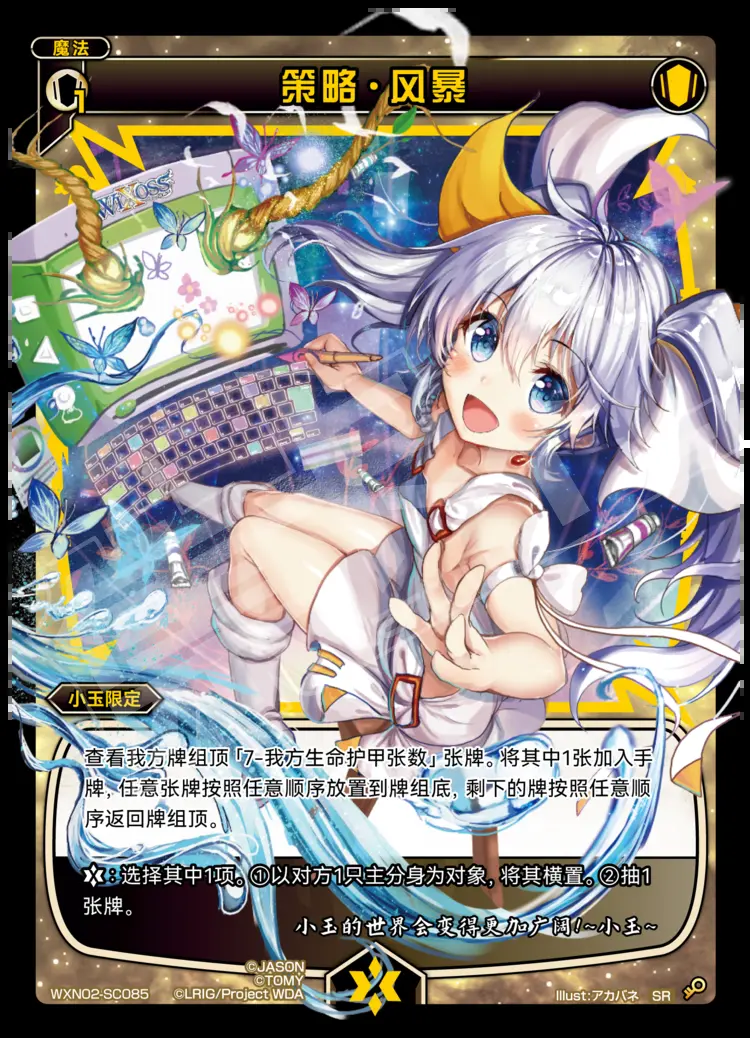 魔法
1
策略·风暴
WIXOSS
小玉限定
查看我方牌组顶「7-我方生命护甲张数」张牌。将其中1张加入手
牌, 任意张牌按照任意顺序放置到牌组底, 剩下的牌按照任意顺
序返回牌组顶。
:选择其中1项。①以对方1只主分身为对象, 将其横置。②抽1
张牌。
小玉的世界会变得更加广阔!~小玉~
©JASON
©TOMY
WXN02-SC085 ©LRIG/Project WDA
Illust:アカバネ SR